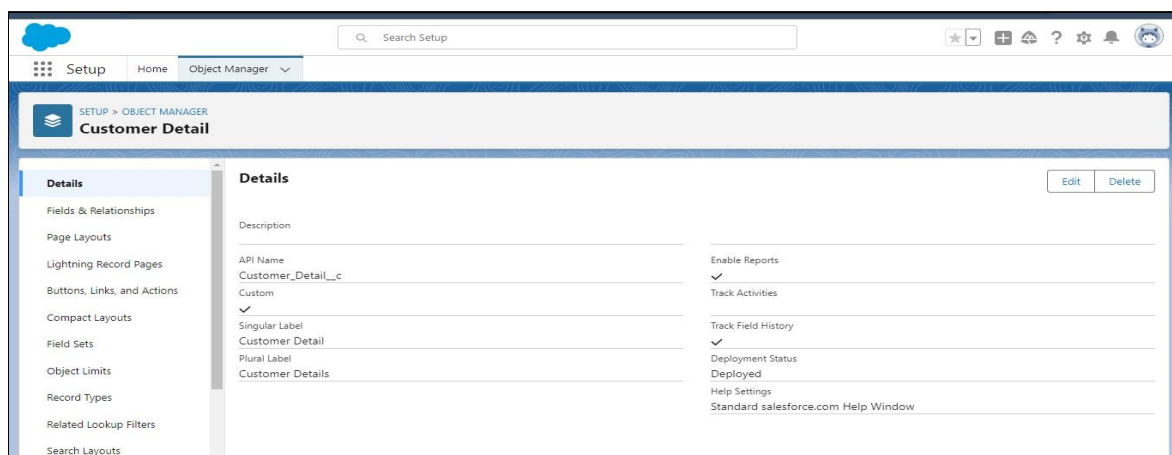 Search Setup
Setup Home Object Manager
SETUP > OBJECT MANAGER
Customer Detail
Details
Fields & Relationships
Page Layouts
Lightning Record Pages
Buttons, Links, and Actions
Compact Layouts
Field Sets
Object Limits
Record Types
Related Lookup Filters
Search Layouts
Details
Edit Delete
Description
API Name
Customer_Detail__c
Custom
Singular Label
Customer Detail
Plural Label
Customer Details
Enable Reports
Track Activities
Track Field History
Deployment Status
Deployed
Help Settings
Standard salesforce.com Help Window